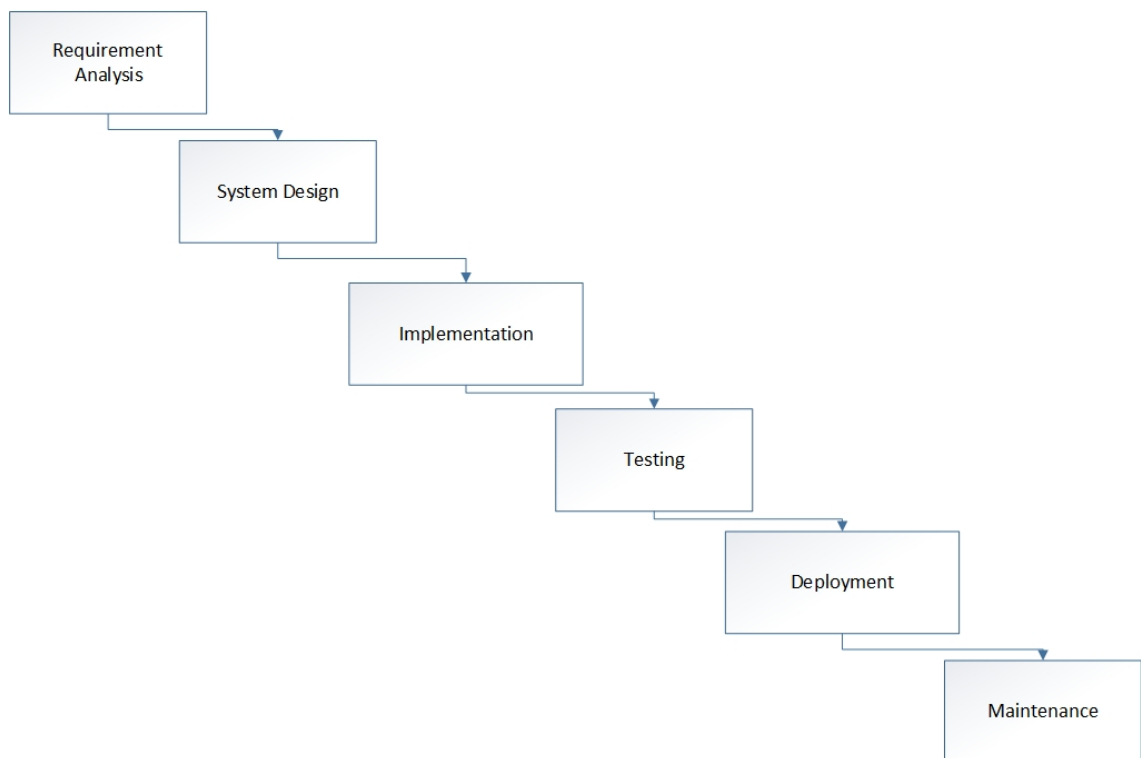 Requirement
Analysis
System Design
Implementation
Testing
Deployment
Maintenance